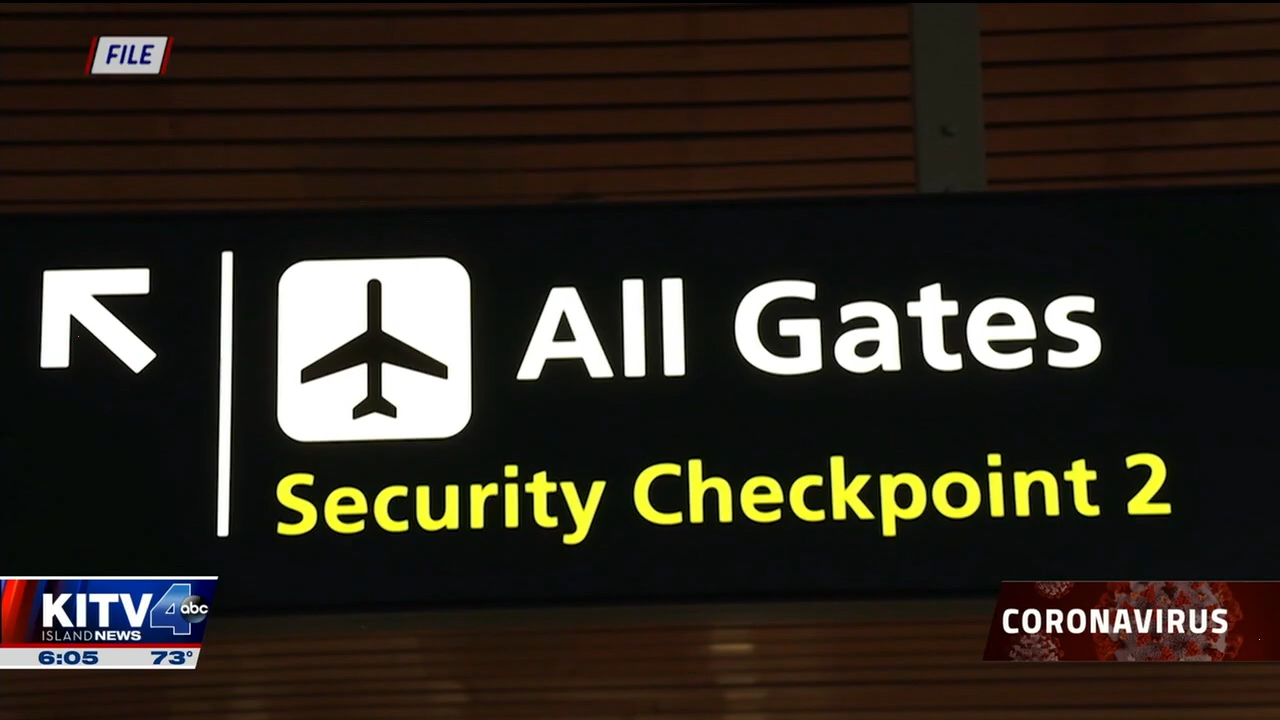 FILE
All Gates
Security Checkpoint 2
KITV 4 abc
ISLAND NEWS
6:05 73°
CORONAVIRUS